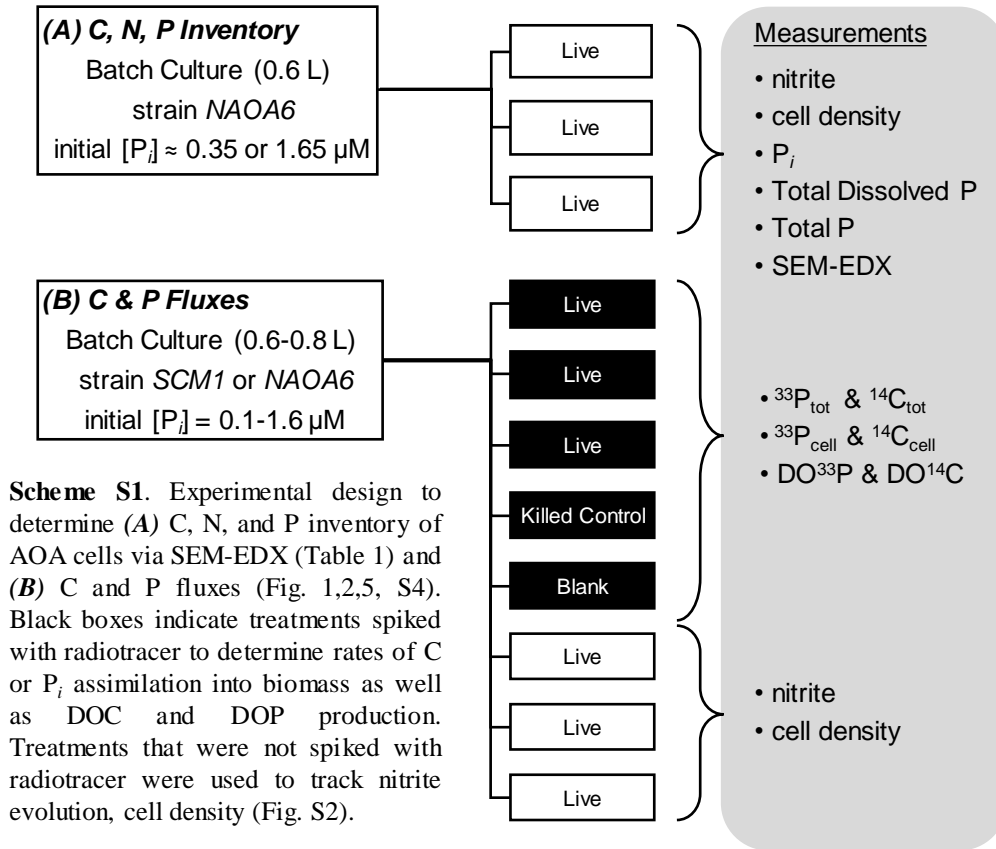 (A) C, N, P Inventory
Batch Culture (0.6 L)
strain NAOA6
initial [Pi] ≈ 0.35 or 1.65 µM
Live
Live
Live
(B) C & P Fluxes
Batch Culture (0.6-0.8 L)
strain SCM1 or NAOA6
initial [Pi] = 0.1-1.6 µM
Live
Live
Live
Killed Control
Blank
Live
Live
Live
Measurements
• nitrite
• cell density
• Pi
• Total Dissolved P
• Total P
• SEM-EDX
• ³³Ptot & ¹⁴Ctot
• ³³Pcell & ¹⁴Ccell
• DO³³P & DO¹⁴C
• nitrite
• cell density
Scheme S1. Experimental design to
determine (A) C, N, and P inventory of
AOA cells via SEM-EDX (Table 1) and
(B) C and P fluxes (Fig. 1,2,5, S4).
Black boxes indicate treatments spiked
with radiotracer to determine rates of C
or Pi assimilation into biomass as well
as DOC and DOP production.
Treatments that were not spiked with
radiotracer were used to track nitrite
evolution, cell density (Fig. S2).